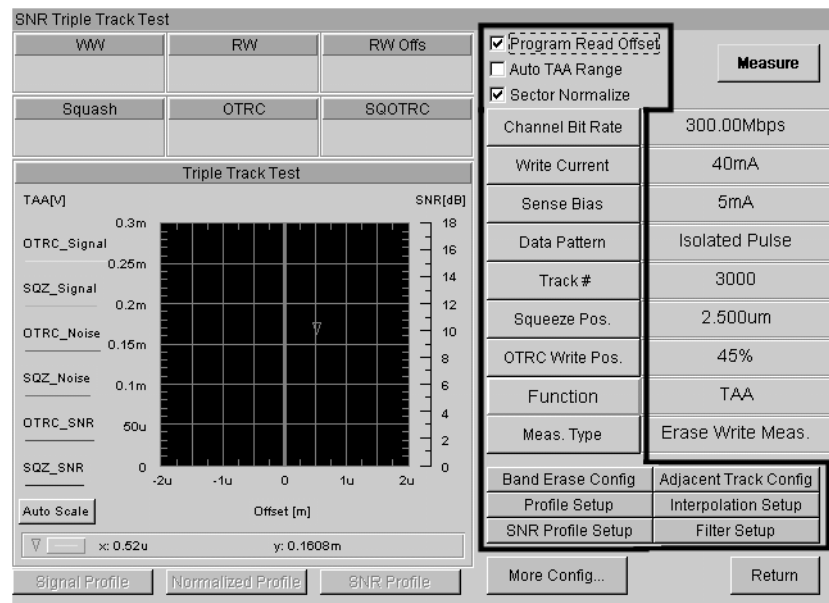 SNR Triple Track Test
WW RW RW Offs
Squash OTRC SQOTRC
Triple Track Test
TAA[V] SNR[dB]
OTRC_Signal
SQZ_Signal
OTRC_Noise
SQZ_Noise
OTRC_SNR
SQZ_SNR
0.3m
0.25m
0.2m
0.15m
0.1m
50u
0
18
16
14
12
10
8
6
4
2
0
-2u -1u 0 1u 2u
Auto Scale
Offset [m]
x: 0.52u y: 0.1608m
Signal Profile Normalized Profile SNR Profile
Program Read Offset
Auto TAA Range
Sector Normalize
Measure
Channel Bit Rate 300.00Mbps
Write Current 40mA
Sense Bias 5mA
Data Pattern Isolated Pulse
Track # 3000
Squeeze Pos. 2.500um
OTRC Write Pos. 45%
Function TAA
Meas. Type Erase Write Meas.
Band Erase Config Adjacent Track Config
Profile Setup Interpolation Setup
SNR Profile Setup Filter Setup
More Config... Return